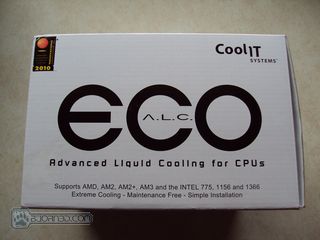 2010
CoolIT
SYSTEMS
eco
A.L.C.
Advanced Liquid Cooling for CPUs
Supports AMD, AM2, AM2+, AM3 and the INTEL 775, 1156 and 1366
Extreme Cooling - Maintenance Free - Simple Installation